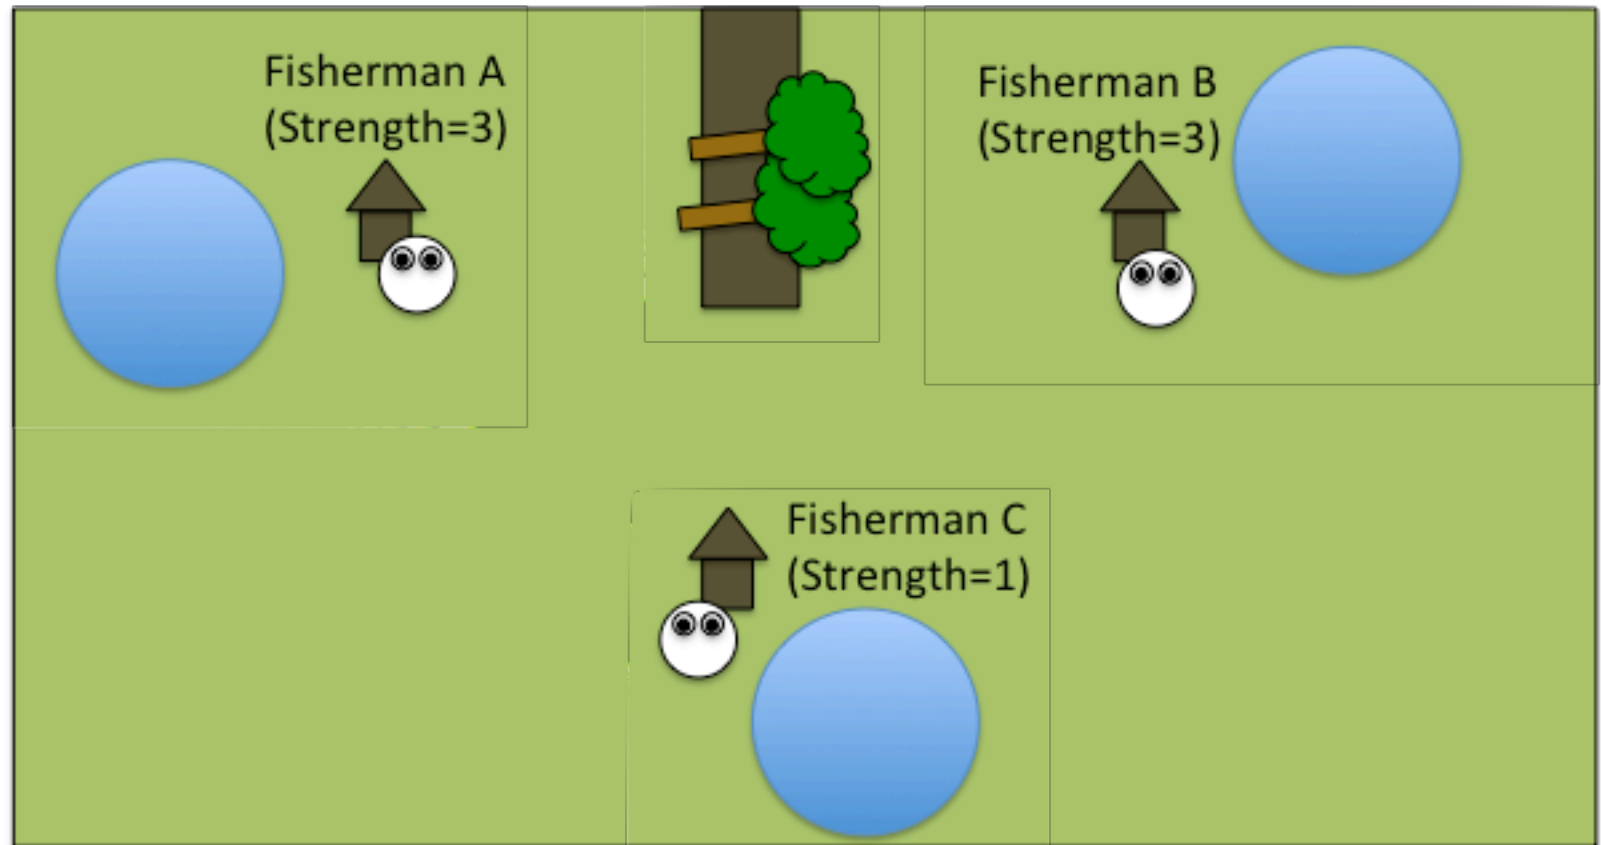 Fisherman A
(Strength=3)
Fisherman B
(Strength=3)
Fisherman C
(Strength=1)